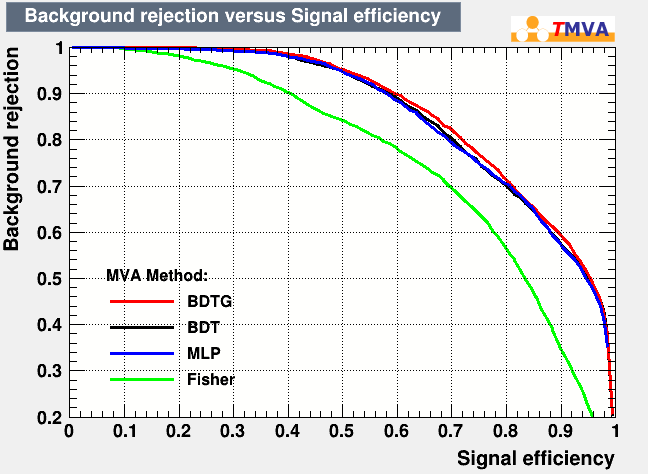 Background rejection versus Signal efficiency
TMVA
Background rejection
1
0.9
0.8
0.7
0.6
0.5
0.4
0.3
0.2
MVA Method:
BDTG
BDT
MLP
Fisher
0 0.1 0.2 0.3 0.4 0.5 0.6 0.7 0.8 0.9 1
Signal efficiency